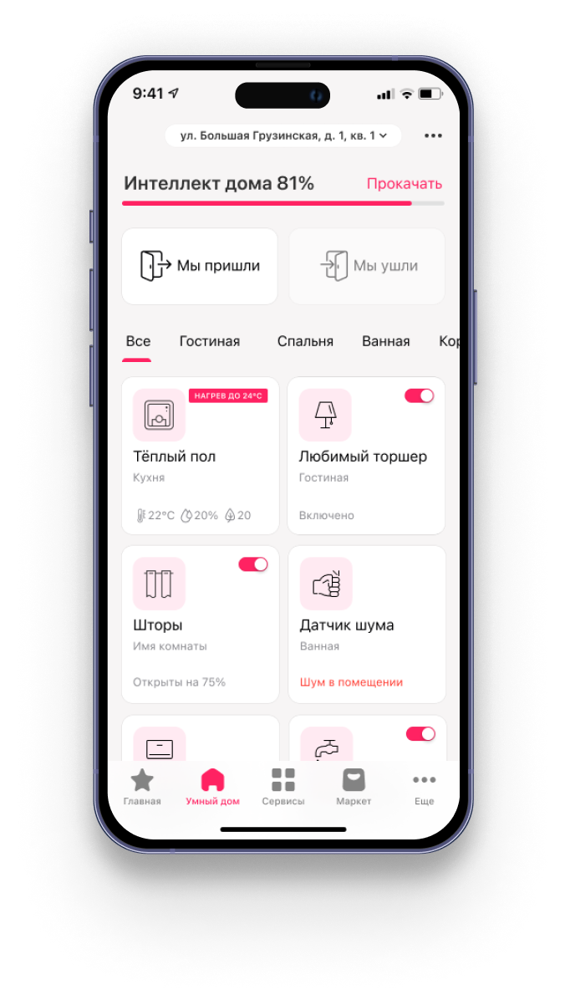 9:41
ул. Большая Грузинская, д. 1, кв. 1
Интеллект дома 81%
Прокачать
Мы пришли
Мы ушли
Все
Гостиная
Спальня
Ванная
Кор
НАГРЕВ ДО 24°C
Тёплый пол
Кухня
22°C 20% 20
Любимый торшер
Гостиная
Включено
Шторы
Имя комнаты
Открыты на 75%
Датчик шума
Ванная
Шум в помещении
Главная
Умный дом
Сервисы
Маркет
Еще